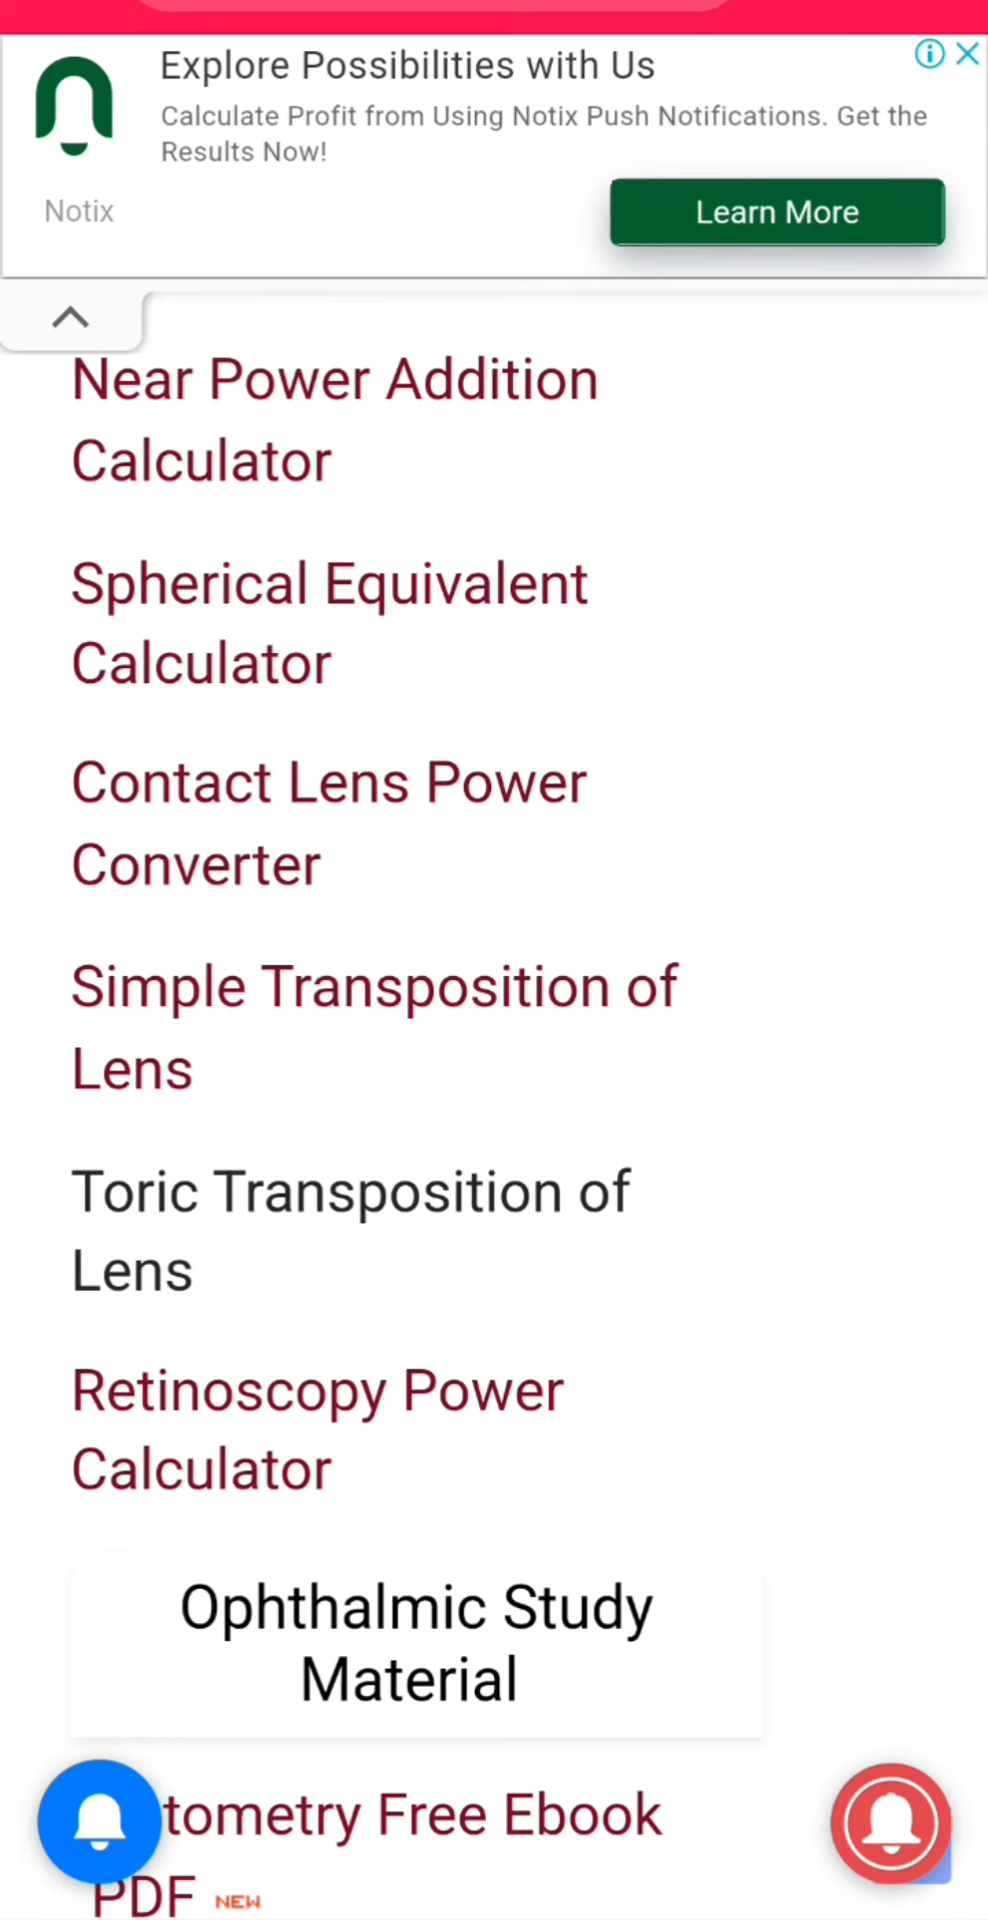 Explore Possibilities with Us
Calculate Profit from Using Notix Push Notifications. Get the
Results Now!
Notix
Learn More
Near Power Addition
Calculator
Spherical Equivalent
Calculator
Contact Lens Power
Converter
Simple Transposition of
Lens
Toric Transposition of
Lens
Retinoscopy Power
Calculator
Ophthalmic Study
Material
tometry Free Ebook
PDF NEW